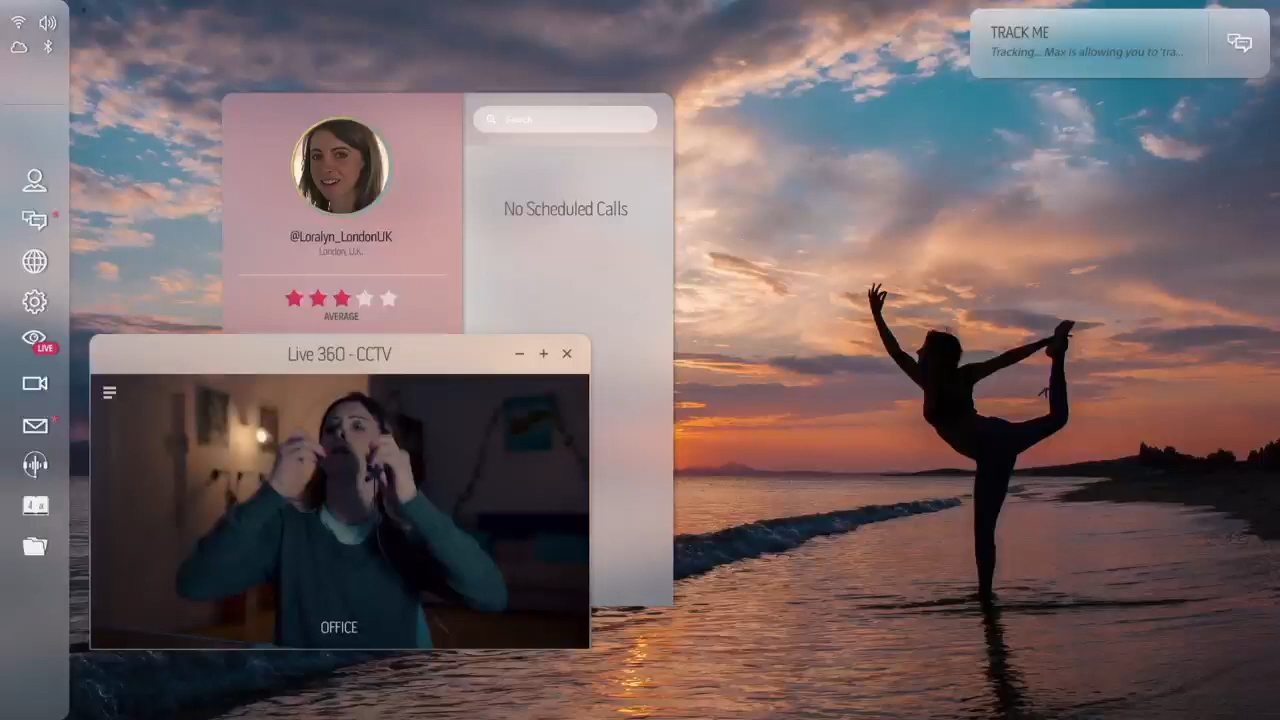 TRACK ME
Tracking... Max is allowing you to 'tra...
Search
No Scheduled Calls
@Loralyn_LondonUK
London, U.K.
AVERAGE
LIVE
Live 360 - CCTV
OFFICE